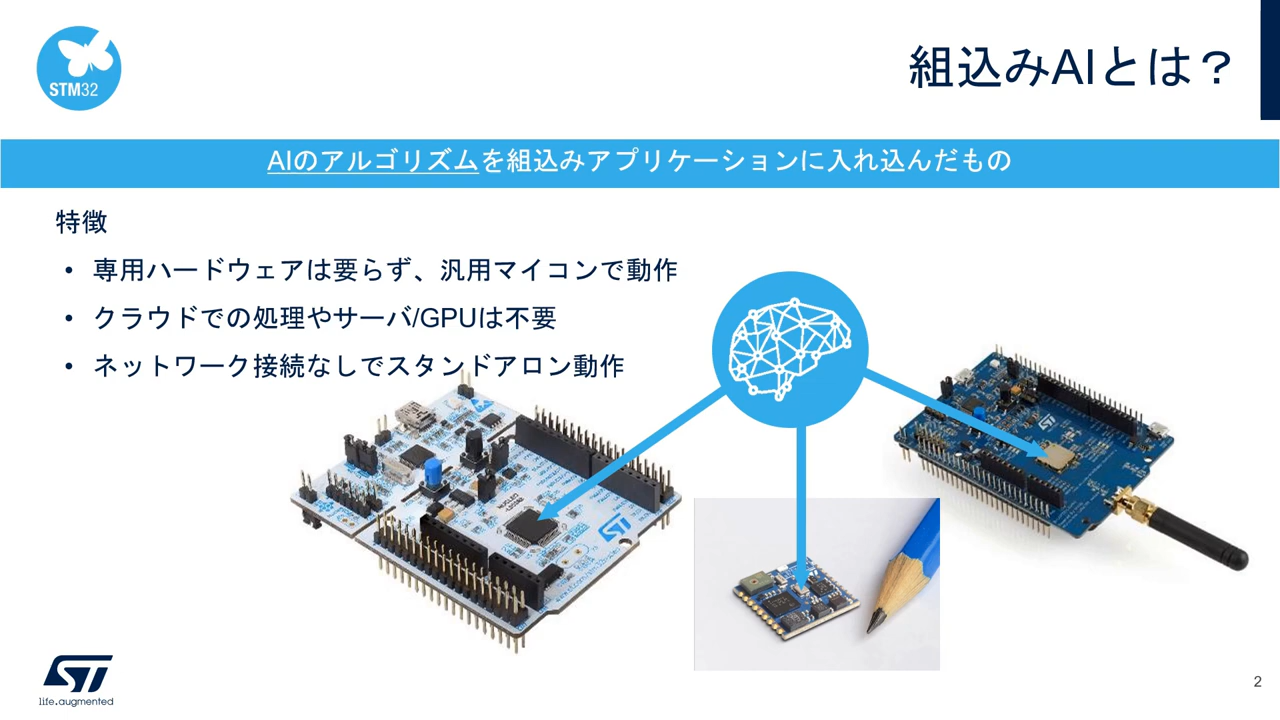 STM32
組込みAIとは？
AIのアルゴリズムを組込みアプリケーションに入れ込んだもの
特徴
• 専用ハードウェアは要らず、汎用マイコンで動作
• クラウドでの処理やサーバ/GPUは不要
• ネットワーク接続なしでスタンドアロン動作
ST
life.augmented
2